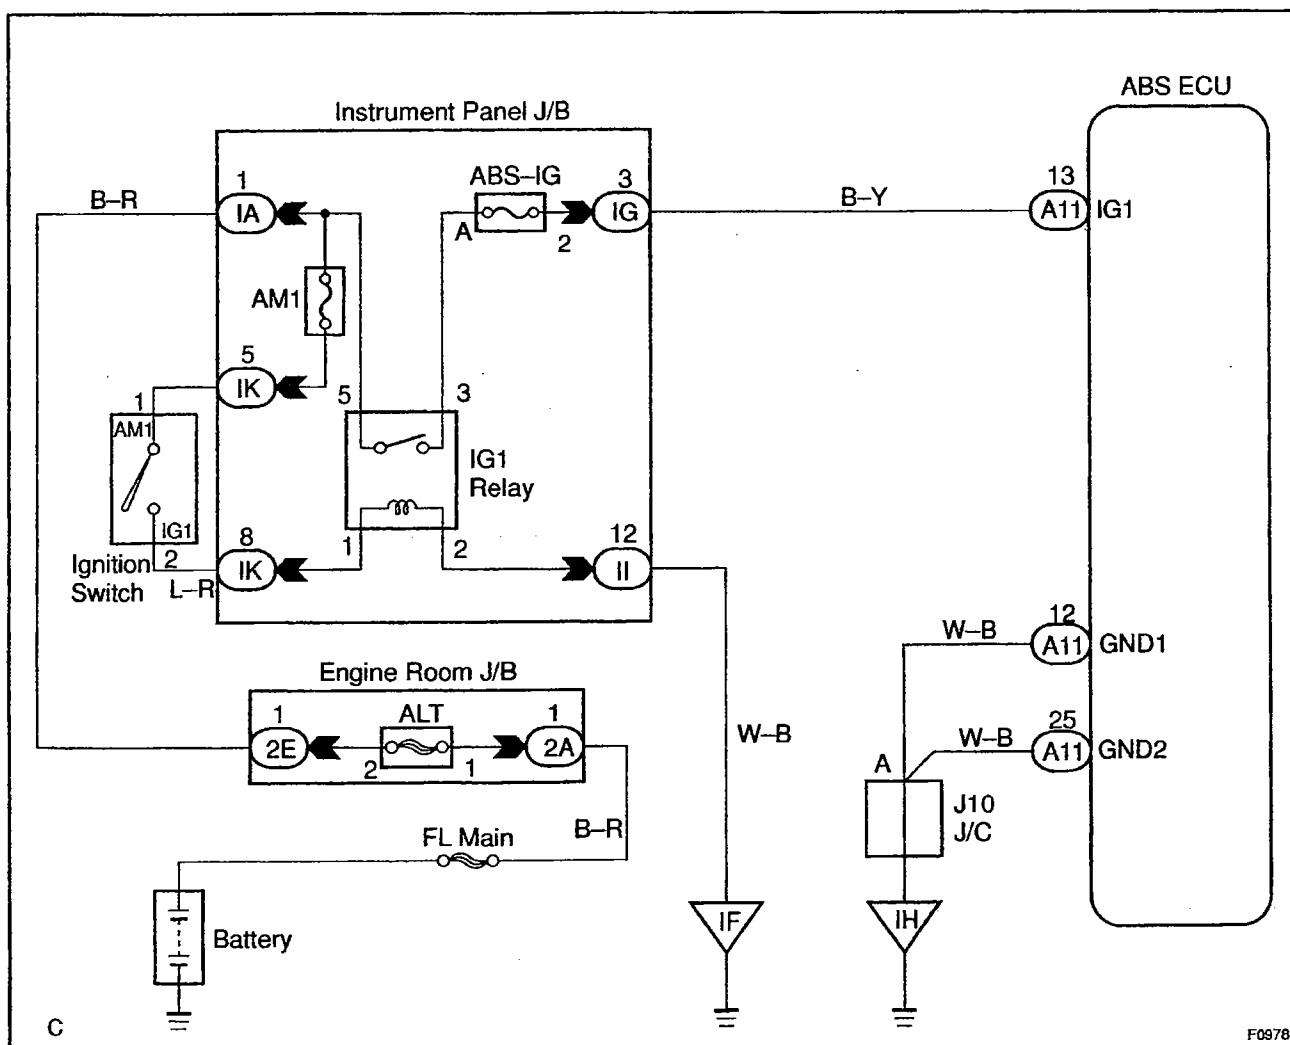 ABS ECU
Instrument Panel J/B
1
B–R
IA
ABS–IG
3
IG
A
2
B–Y
13
A11
IG1
AM1
5
IK
5
3
1
AM1
IG1
2
Ignition
Switch
L–R
8
IK
IG1
Relay
1
2
12
II
12
W–B
A11
GND1
Engine Room J/B
1
2E
ALT
2
1
1
2A
W–B
25
W–B
A11
GND2
A
J10
J/C
B–R
FL Main
Battery
IF
IH
C
F0978